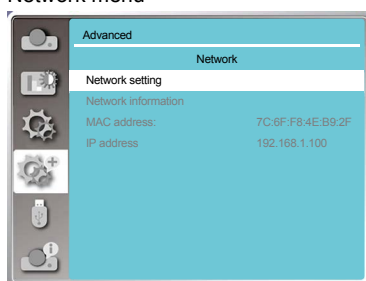 Network menu
Advanced
Network
Network setting
Network information
MAC address: 7C:6F:F8:4E:B9:2F
IP address 192.168.1.100